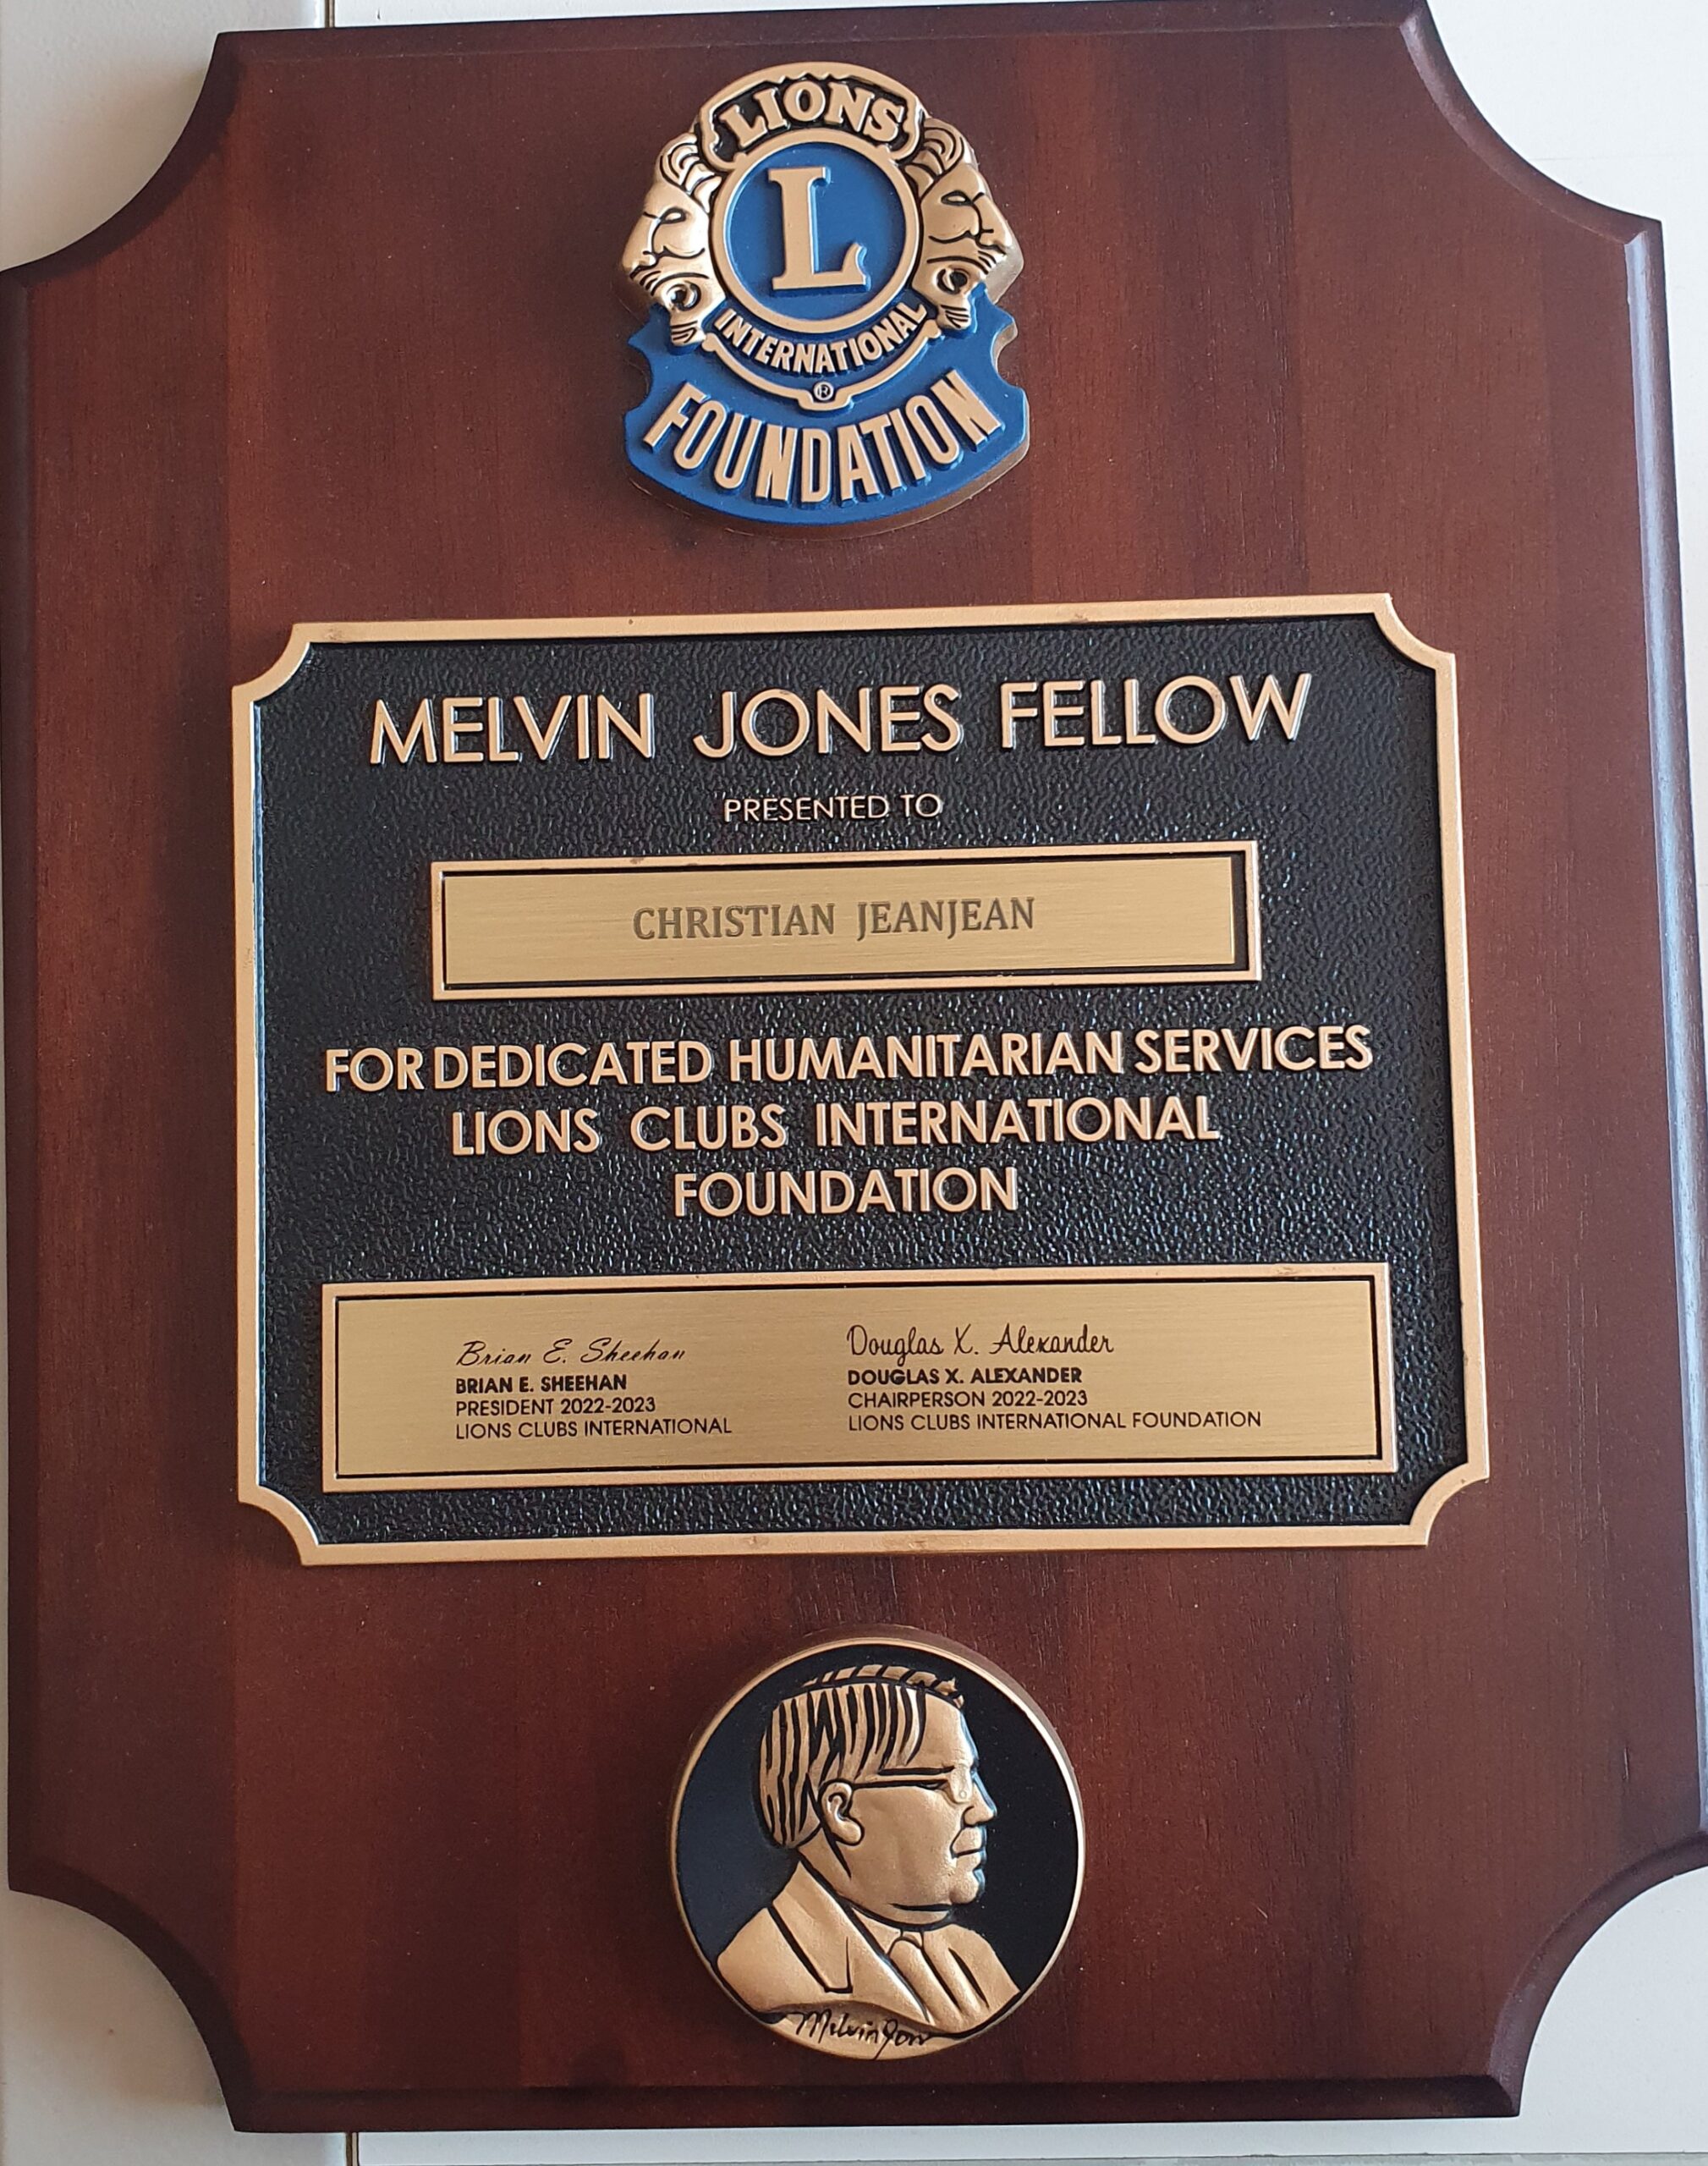 LIONS
L
INTERNATIONAL
®
FOUNDATION
MELVIN JONES FELLOW
PRESENTED TO
CHRISTIAN JEANJEAN
FOR DEDICATED HUMANITARIAN SERVICES
LIONS CLUBS INTERNATIONAL
FOUNDATION
Brian E. Sheehan
BRIAN E. SHEEHAN
PRESIDENT 2022-2023
LIONS CLUBS INTERNATIONAL
Douglas X. Alexander
DOUGLAS X. ALEXANDER
CHAIRPERSON 2022-2023
LIONS CLUBS INTERNATIONAL FOUNDATION
Melvin Jones